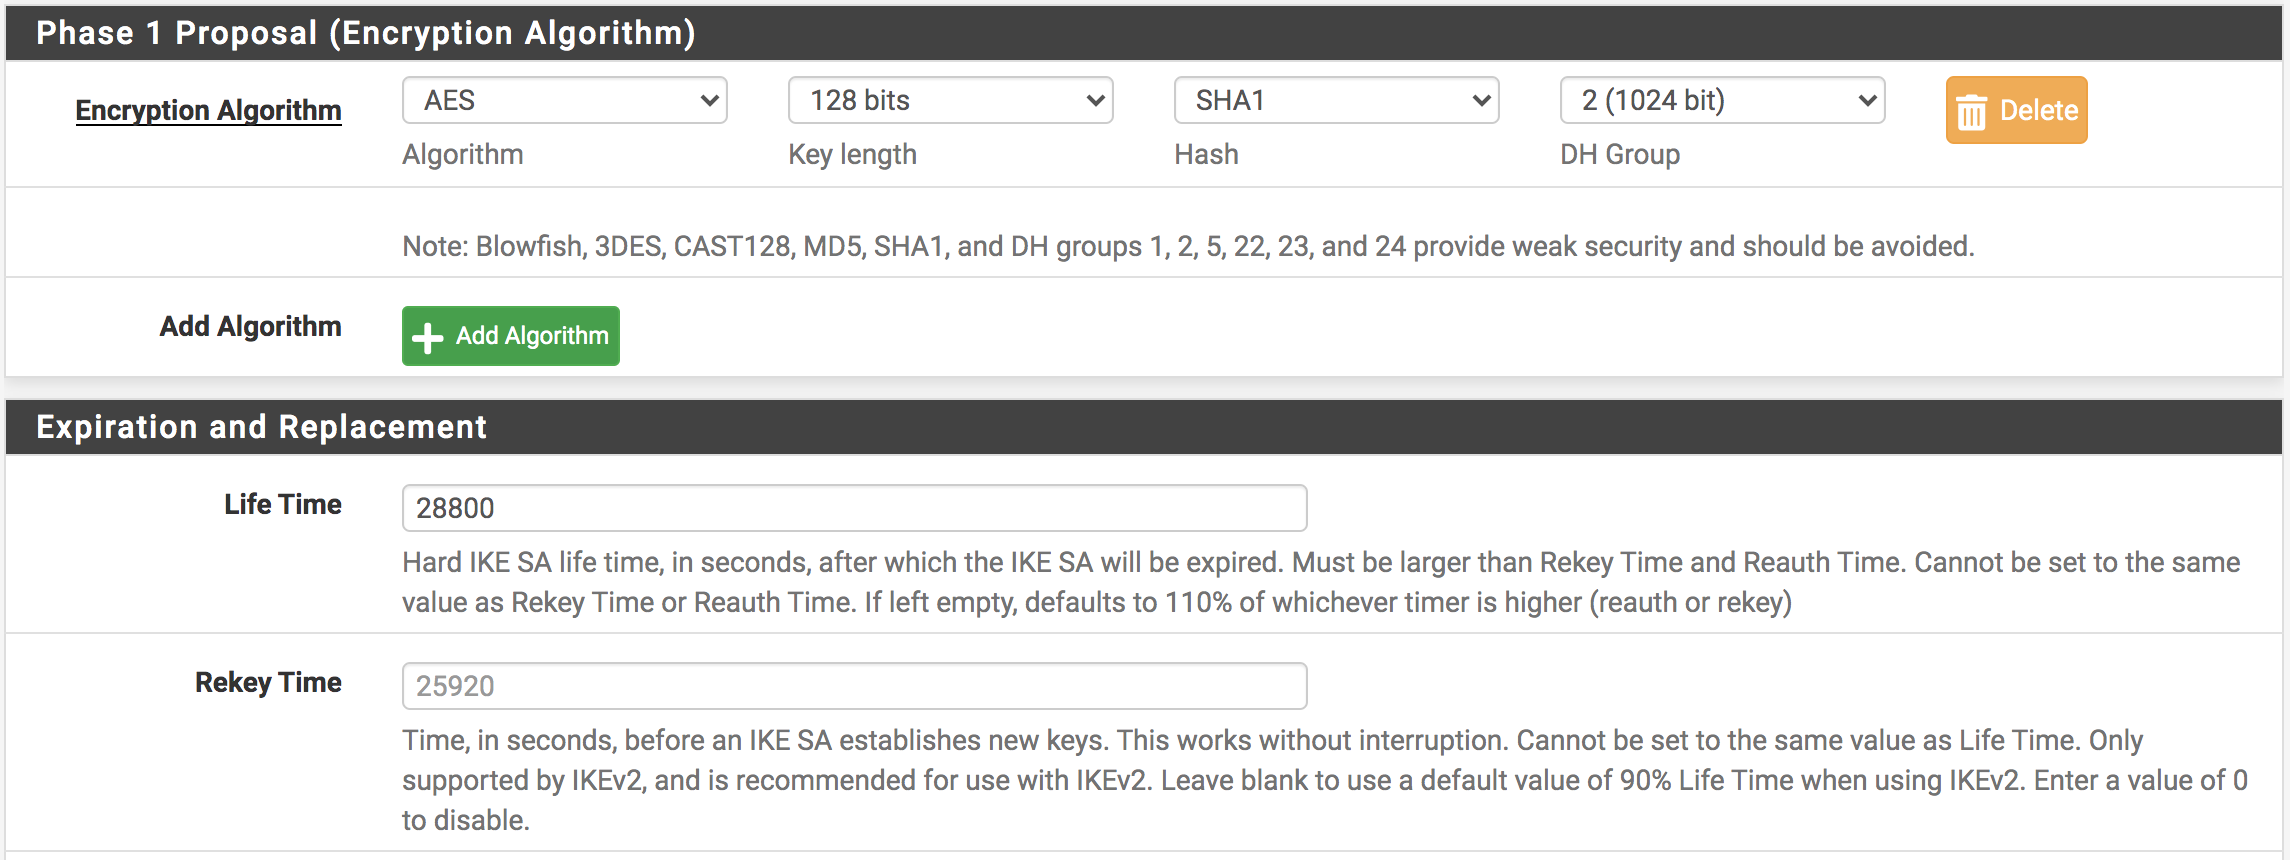 Phase 1 Proposal (Encryption Algorithm)
Encryption Algorithm
AES
128 bits
SHA1
2 (1024 bit)
Delete
Algorithm
Key length
Hash
DH Group
Note: Blowfish, 3DES, CAST128, MD5, SHA1, and DH groups 1, 2, 5, 22, 23, and 24 provide weak security and should be avoided.
Add Algorithm
Add Algorithm
Expiration and Replacement
Life Time
28800
Hard IKE SA life time, in seconds, after which the IKE SA will be expired. Must be larger than Rekey Time and Reauth Time. Cannot be set to the same
value as Rekey Time or Reauth Time. If left empty, defaults to 110% of whichever timer is higher (reauth or rekey)
Rekey Time
25920
Time, in seconds, before an IKE SA establishes new keys. This works without interruption. Cannot be set to the same value as Life Time. Only
supported by IKEv2, and is recommended for use with IKEv2. Leave blank to use a default value of 90% Life Time when using IKEv2. Enter a value of 0
to disable.